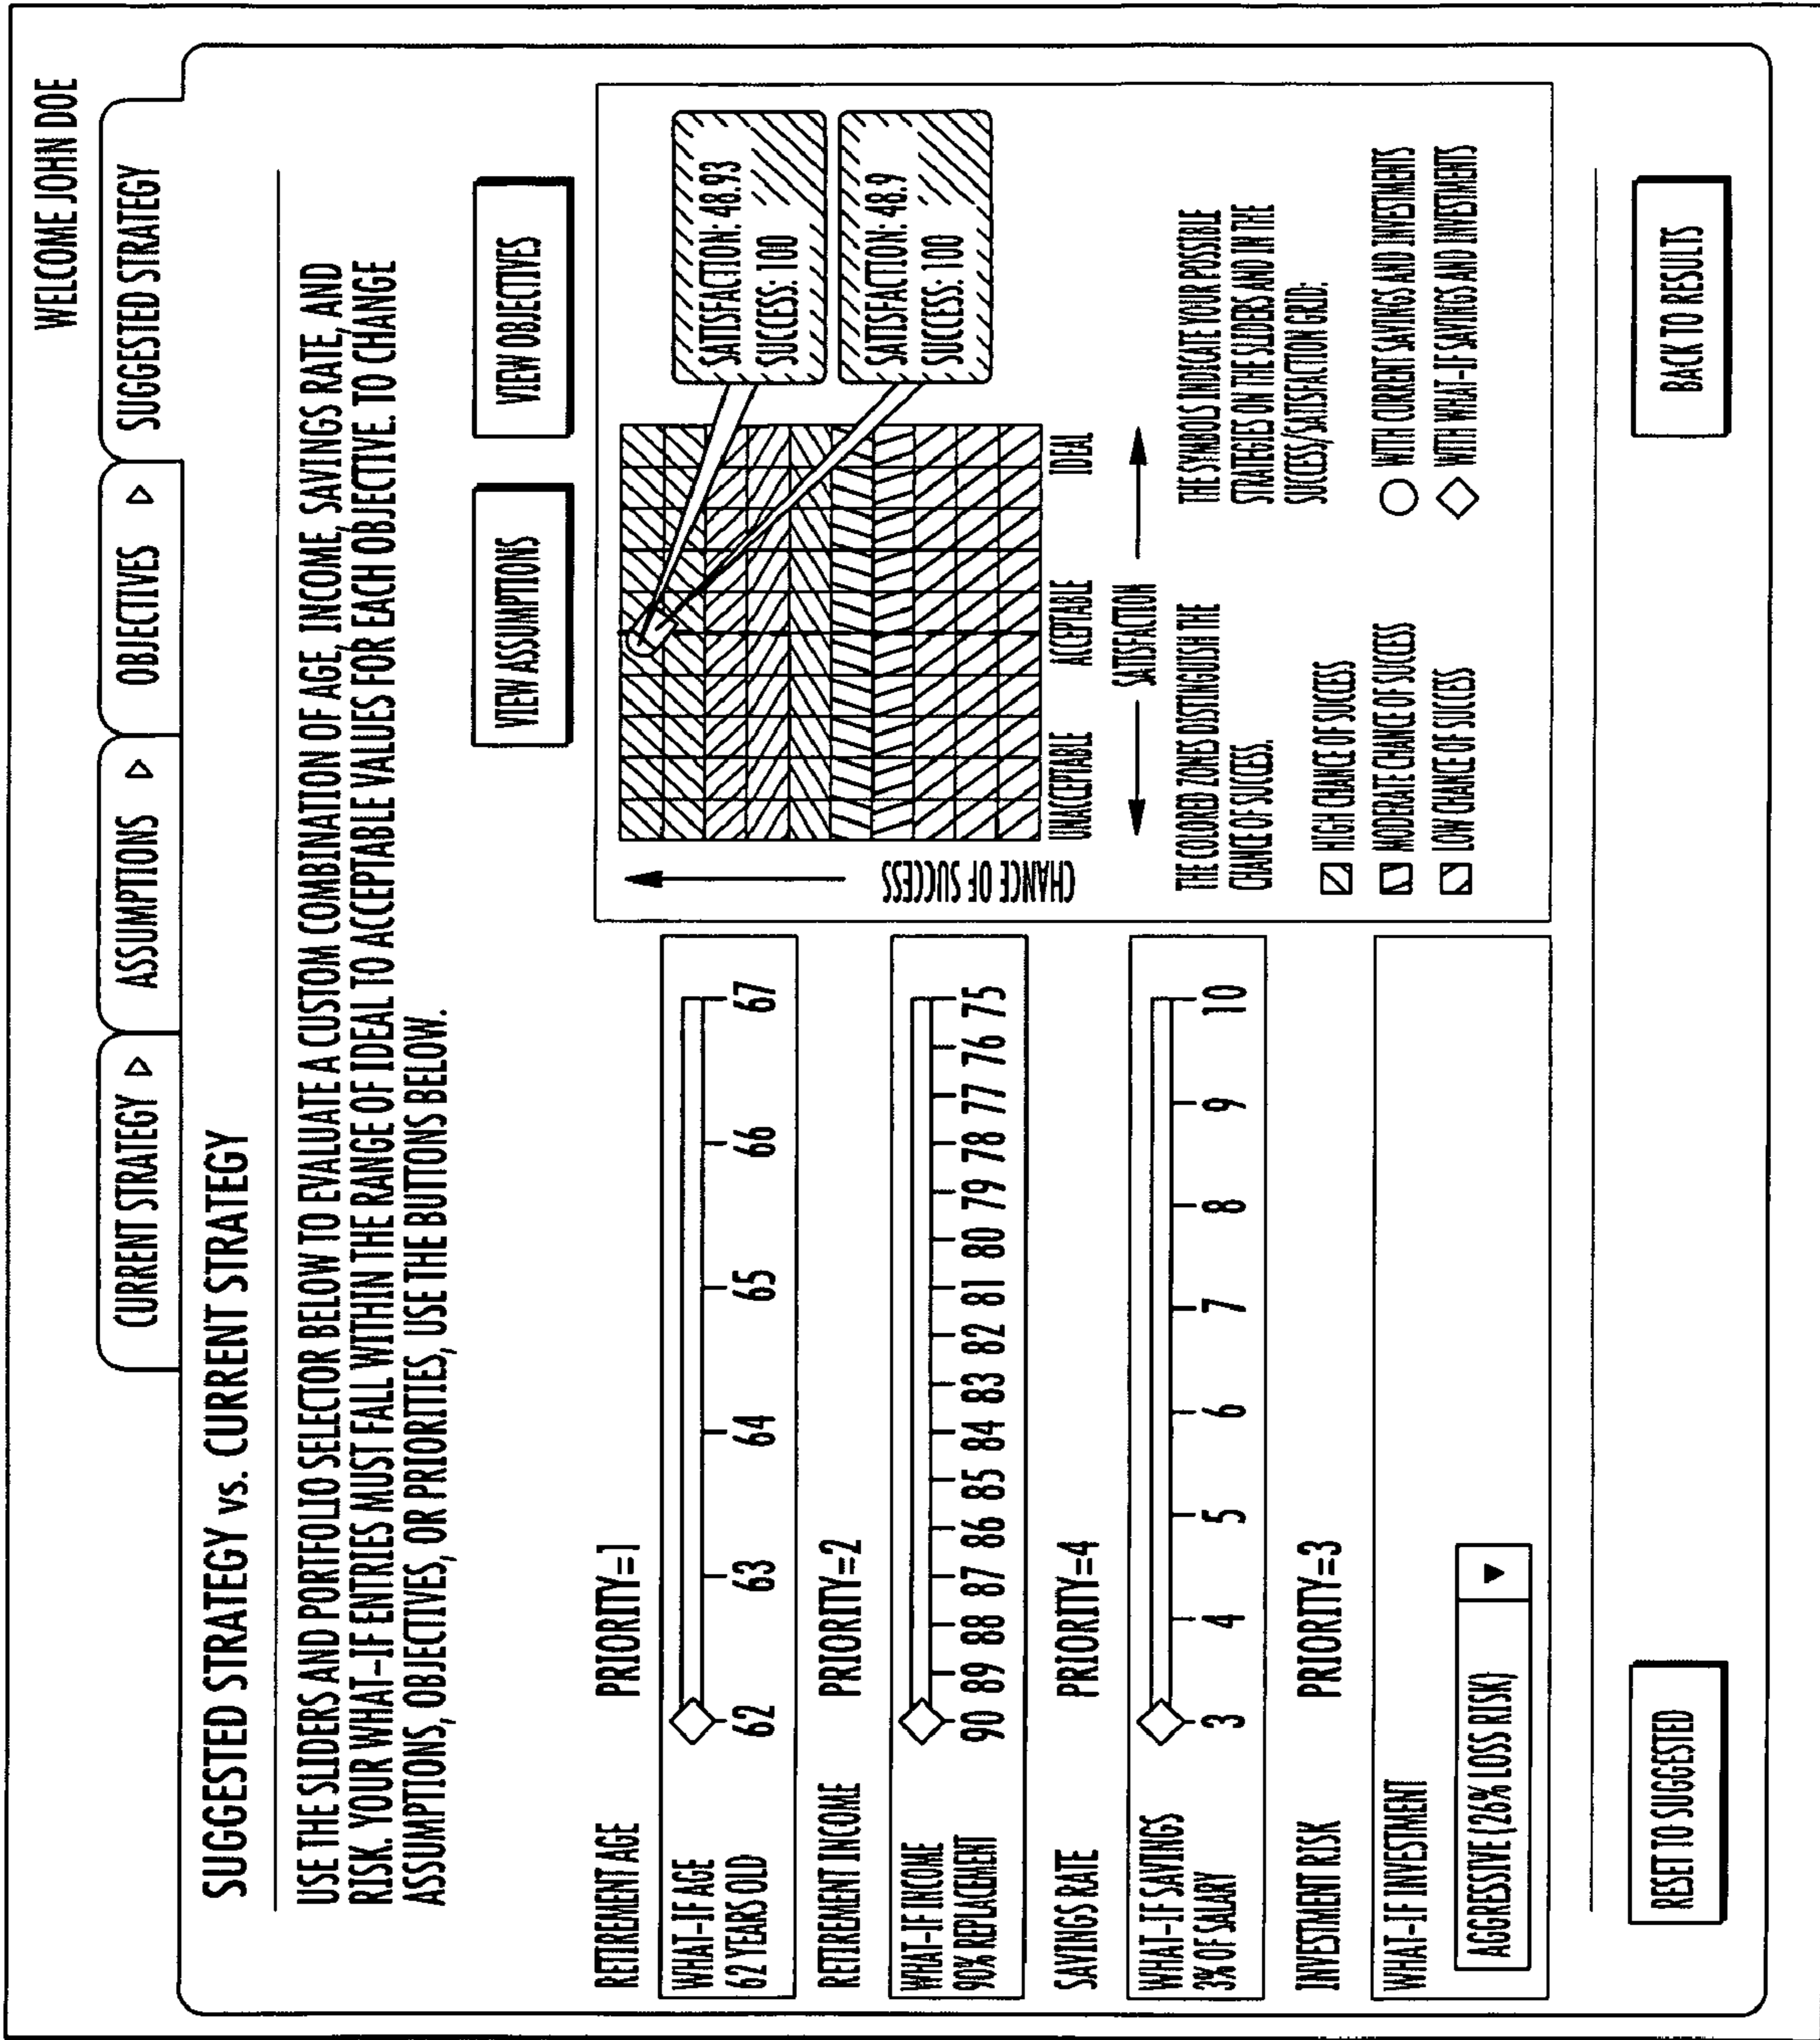 WELCOME JOHN DOE
CURRENT STRATEGY
ASSUMPTIONS
OBJECTIVES
SUGGESTED STRATEGY
SUGGESTED STRATEGY vs. CURRENT STRATEGY
USE THE SLIDERS AND PORTFOLIO SELECTOR BELOW TO EVALUATE A CUSTOM COMBINATION OF AGE, INCOME, SAVINGS RATE, AND
RISK. YOUR WHAT-IF ENTRIES MUST FALL WITHIN THE RANGE OF IDEAL TO ACCEPTABLE VALUES FOR EACH OBJECTIVE. TO CHANGE
ASSUMPTIONS, OBJECTIVES, OR PRIORITIES, USE THE BUTTONS BELOW.
VIEW ASSUMPTIONS
VIEW OBJECTIVES
RETIREMENT AGE PRIORITY=1
WHAT-IF AGE
62 YEARS OLD
62 63 64 65 66 67
RETIREMENT INCOME PRIORITY=2
WHAT-IF INCOME
90% REPLACEMENT
90 89 88 87 86 85 84 83 82 81 80 79 78 77 76 75
SAVINGS RATE PRIORITY=4
WHAT-IF SAVINGS
3% OF SALARY
3 4 5 6 7 8 9 10
INVESTMENT RISK PRIORITY=3
WHAT-IF INVESTMENT
AGGRESSIVE (26% LOSS RISK)
CHANCE OF SUCCESS
SATISFACTION: 48.93
SUCCESS: 100
SATISFACTION: 48.9
SUCCESS: 100
UNACCEPTABLE ACCEPTABLE IDEAL
SATISFACTION
THE COLORED ZONES DISTINGUISH THE
CHANCE OF SUCCESS.
HIGH CHANCE OF SUCCESS
MODERATE CHANCE OF SUCCESS
LOW CHANCE OF SUCCESS
THE SYMBOLS INDICATE YOUR POSSIBLE
STRATEGIES ON THE SLIDERS AND IN THE
SUCCESS/SATISFACTION GRID:
WITH CURRENT SAVINGS AND INVESTMENTS
WITH WHAT-IF SAVINGS AND INVESTMENTS
RESET TO SUGGESTED
BACK TO RESULTS